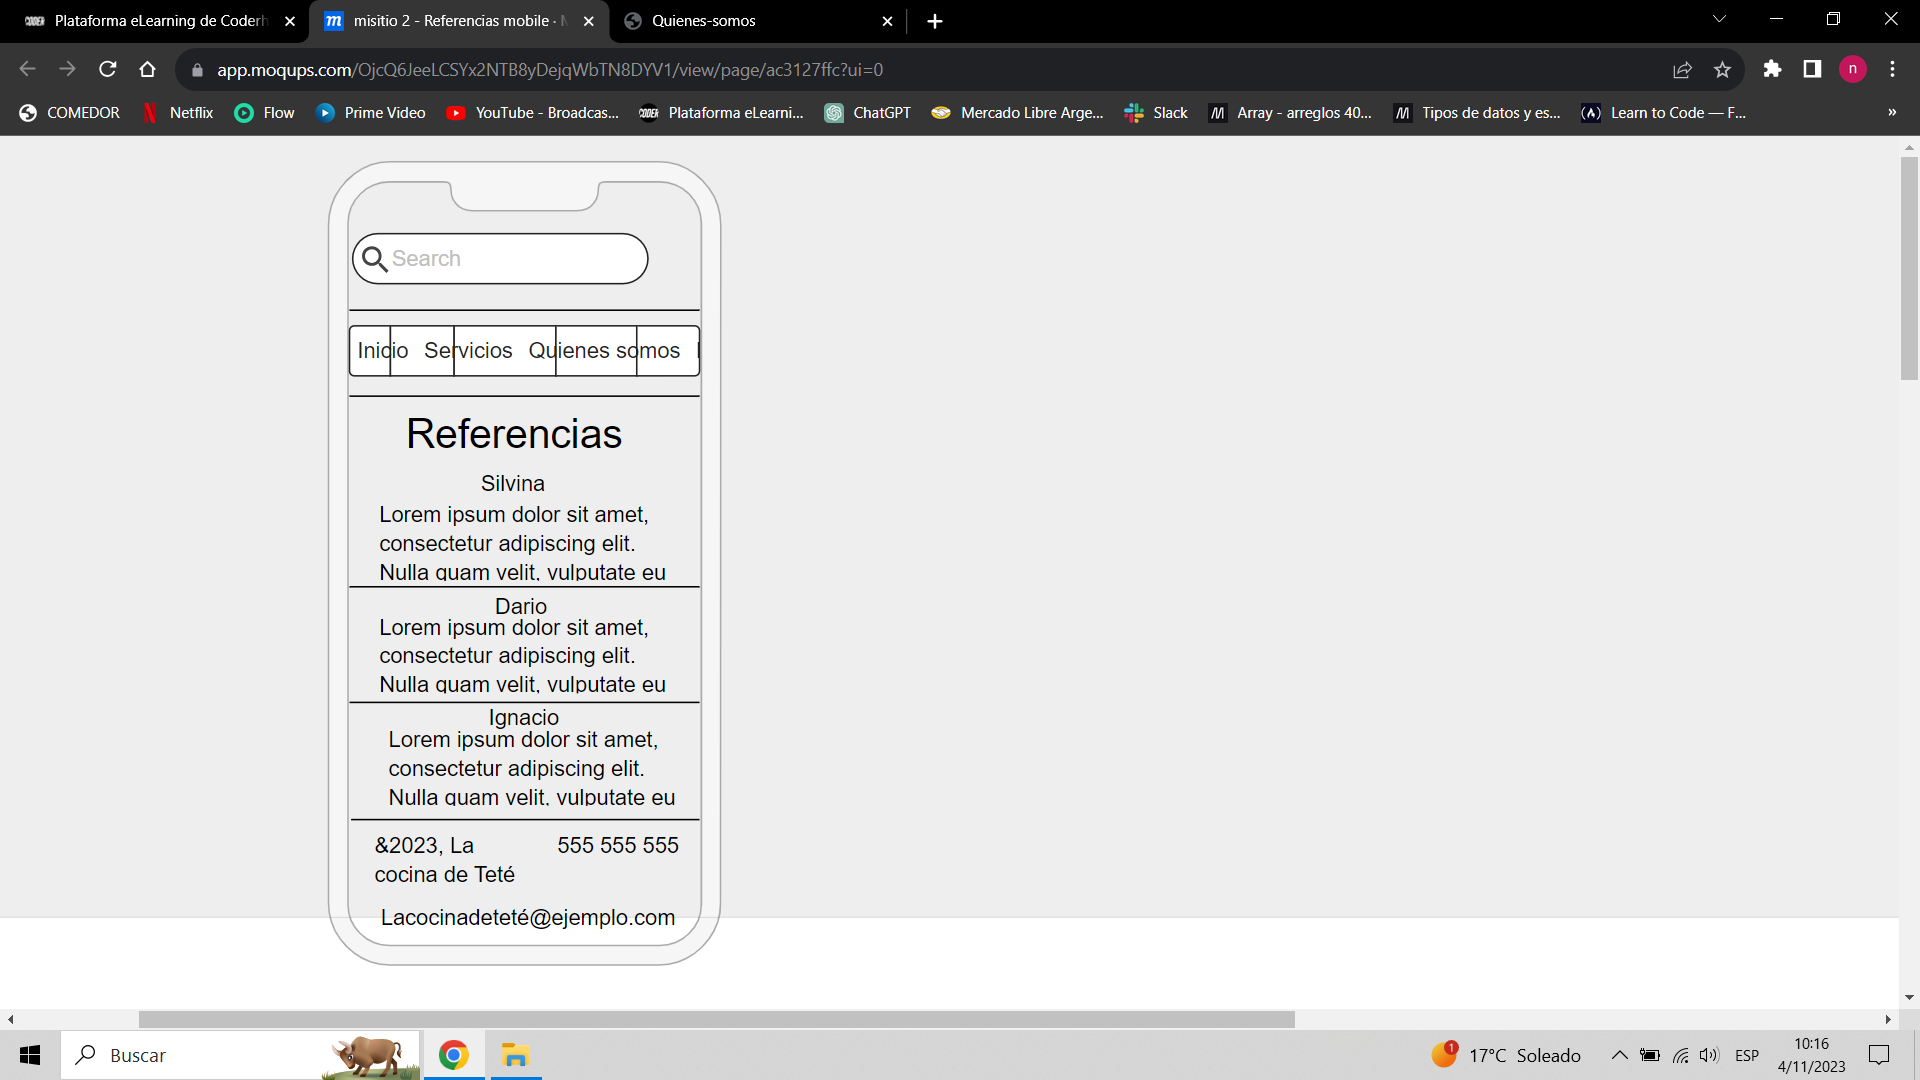 Plataforma eLearning de Coderh
misitio 2 - Referencias mobile · M
Quienes-somos
app.moqups.com/OjcQ6JeeLCSYx2NTB8yDejqWbTN8DYV1/view/page/ac3127ffc?ui=0
n
COMEDOR
Netflix
Flow
Prime Video
YouTube - Broadcas...
CODER
Plataforma eLearni...
ChatGPT
Mercado Libre Arge...
Slack
Array - arreglos 40...
Tipos de datos y es...
Learn to Code — F...
»
Search
Inicio Servicios Quienes somos
Referencias
Silvina
Lorem ipsum dolor sit amet,
consectetur adipiscing elit.
Nulla quam velit, vulputate eu
Dario
Lorem ipsum dolor sit amet,
consectetur adipiscing elit.
Nulla quam velit, vulputate eu
Ignacio
Lorem ipsum dolor sit amet,
consectetur adipiscing elit.
Nulla quam velit, vulputate eu
&2023, La
cocina de Teté
555 555 555
Lacocinadeteté@ejemplo.com
Buscar
1
17°C Soleado
ESP
10:16
4/11/2023